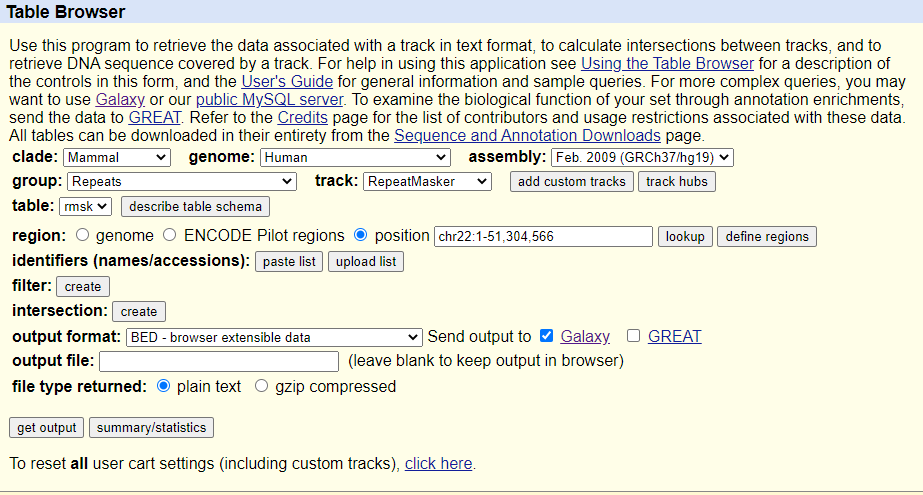 Table Browser
Use this program to retrieve the data associated with a track in text format, to calculate intersections between tracks, and to
retrieve DNA sequence covered by a track. For help in using this application see Using the Table Browser for a description of
the controls in this form, and the User's Guide for general information and sample queries. For more complex queries, you may
want to use Galaxy or our public MySQL server. To examine the biological function of your set through annotation enrichments,
send the data to GREAT. Refer to the Credits page for the list of contributors and usage restrictions associated with these data.
All tables can be downloaded in their entirety from the Sequence and Annotation Downloads page.
clade: Mammal genome: Human assembly: Feb. 2009 (GRCh37/hg19)
group: Repeats track: RepeatMasker add custom tracks track hubs
table: rmsk describe table schema
region: genome ENCODE Pilot regions position chr22:1-51,304,566 lookup define regions
identifiers (names/accessions): paste list upload list
filter: create
intersection: create
output format: BED - browser extensible data Send output to Galaxy GREAT
output file: (leave blank to keep output in browser)
file type returned: plain text gzip compressed
get output summary/statistics
To reset all user cart settings (including custom tracks), click here.